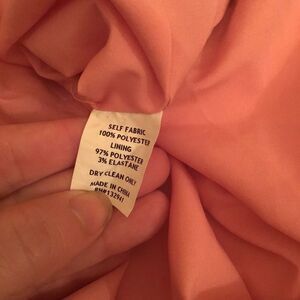 SELF FABRIC
100% POLYESTER
LINING
97% POLYESTER
3% ELASTANE
DRY CLEAN ONLY
MADE IN CHINA